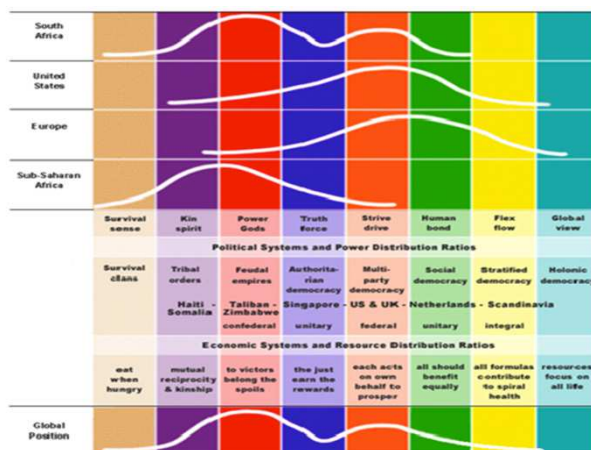 South
Africa
United
States
Europe
Sub-Saharan
Africa
Survival sense Kin spirit Power Gods Truth force Strive drive Human bond Flex flow Global view
Political Systems and Power Distribution Ratios
Survival clans Tribal orders Feudal empires Authorita-rian democracy Multi-party democracy Social democracy Stratified democracy Holonic democracy
Haiti - Taliban - Singapore - US & UK - Netherlands - Scandinavia
Somalia Zimbabwe
confederal unitary federal unitary integral
Economic Systems and Resource Distribution Ratios
eat when hungry mutual reciprocity & kinship to victors belong the spoils the just earn the rewards each acts on own behalf to prosper all should benefit equally all formulas contribute to spiral health resources focus on all life
Global
Position